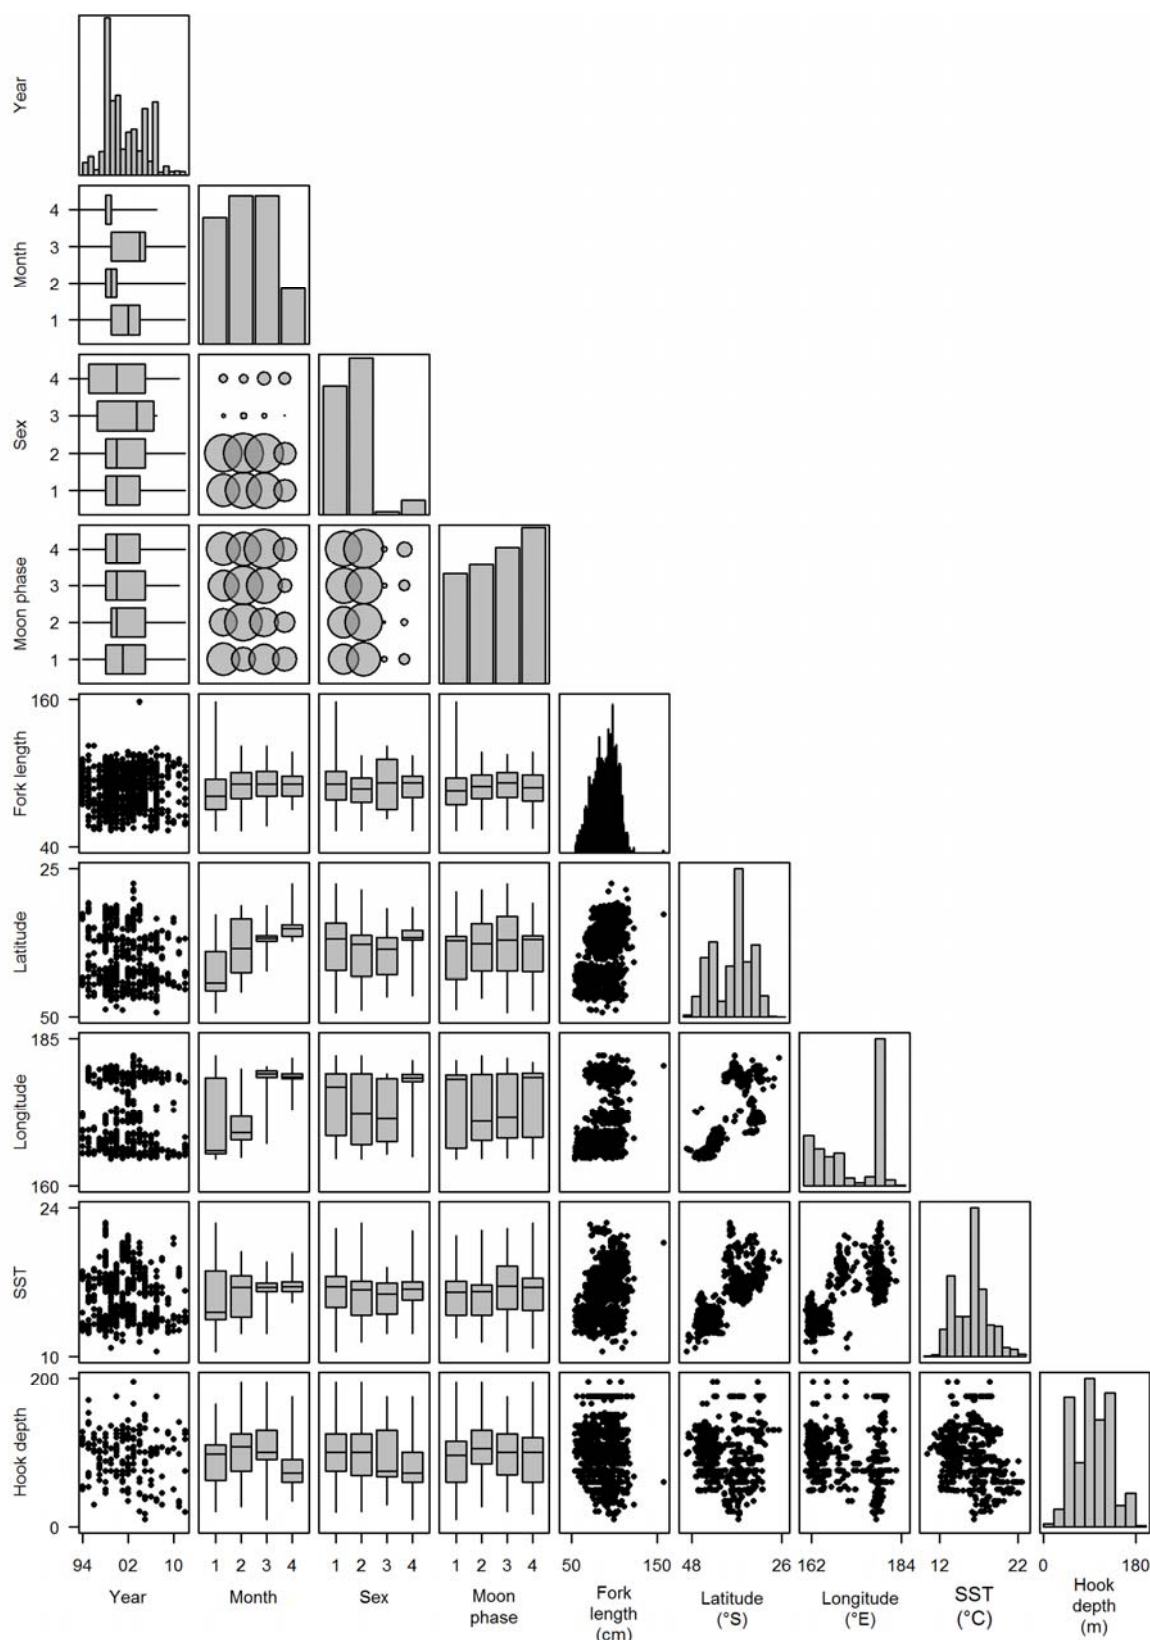 Year
4
3
2
1
Month
4
3
2
1
Sex
4
3
2
1
Moon phase
160
40
Fork length
25
50
Latitude
185
160
Longitude
24
10
SST
200
0
Hook depth
94 02 10 1 2 3 4 1 2 3 4 1 2 3 4 50 150 48 26 162 184 12 22 0 180
Year Month Sex Moon phase Fork length (cm) Latitude (°S) Longitude (°E) SST (°C) Hook depth (m)